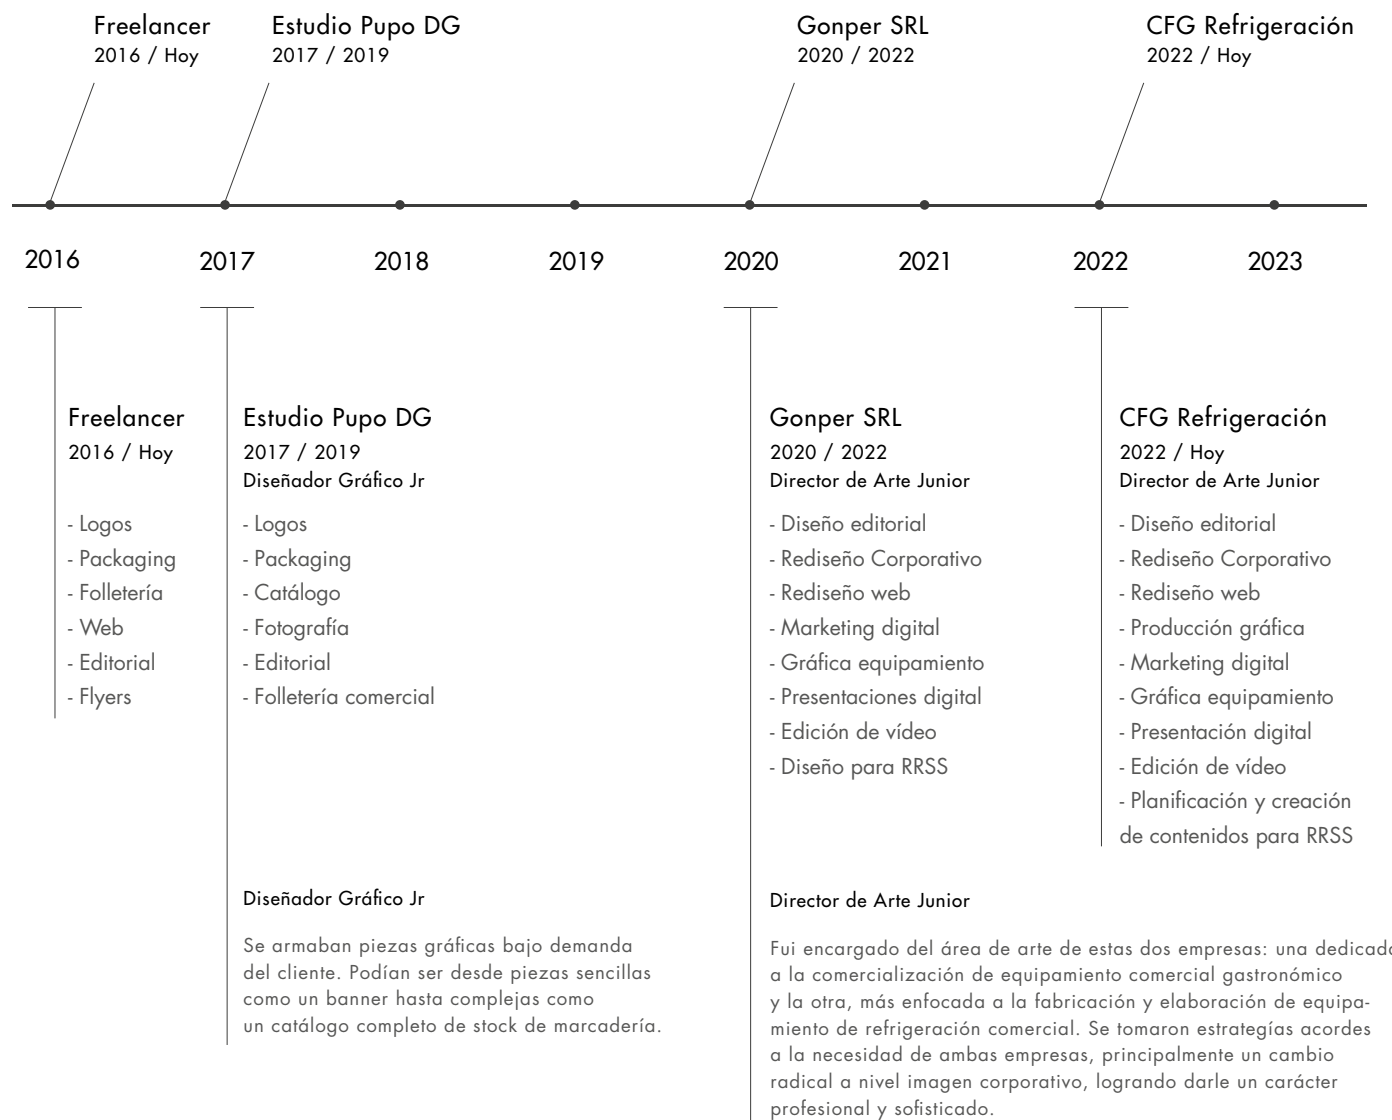 Freelancer
2016 / Hoy
Estudio Pupo DG
2017 / 2019
Gonper SRL
2020 / 2022
CFG Refrigeración
2022 / Hoy
2016
2017
2018
2019
2020
2021
2022
2023
Freelancer
2016 / Hoy
- Logos
- Packaging
- Folletería
- Web
- Editorial
- Flyers
Estudio Pupo DG
2017 / 2019
Diseñador Gráfico Jr
- Logos
- Packaging
- Catálogo
- Fotografía
- Editorial
- Folletería comercial
Diseñador Gráfico Jr
Se armaban piezas gráficas bajo demanda
del cliente. Podían ser desde piezas sencillas
como un banner hasta complejas como
un catálogo completo de stock de marcadería.
Gonper SRL
2020 / 2022
Director de Arte Junior
- Diseño editorial
- Rediseño Corporativo
- Rediseño web
- Marketing digital
- Gráfica equipamiento
- Presentaciones digital
- Edición de vídeo
- Diseño para RRSS
CFG Refrigeración
2022 / Hoy
Director de Arte Junior
- Diseño editorial
- Rediseño Corporativo
- Rediseño web
- Producción gráfica
- Marketing digital
- Gráfica equipamiento
- Presentación digital
- Edición de vídeo
- Planificación y creación
de contenidos para RRSS
Director de Arte Junior
Fui encargado del área de arte de estas dos empresas: una dedicada
a la comercialización de equipamiento comercial gastronómico
y la otra, más enfocada a la fabricación y elaboración de equipa-
miento de refrigeración comercial. Se tomaron estrategías acordes
a la necesidad de ambas empresas, principalmente un cambio
radical a nivel imagen corporativo, logrando darle un carácter
profesional y sofisticado.